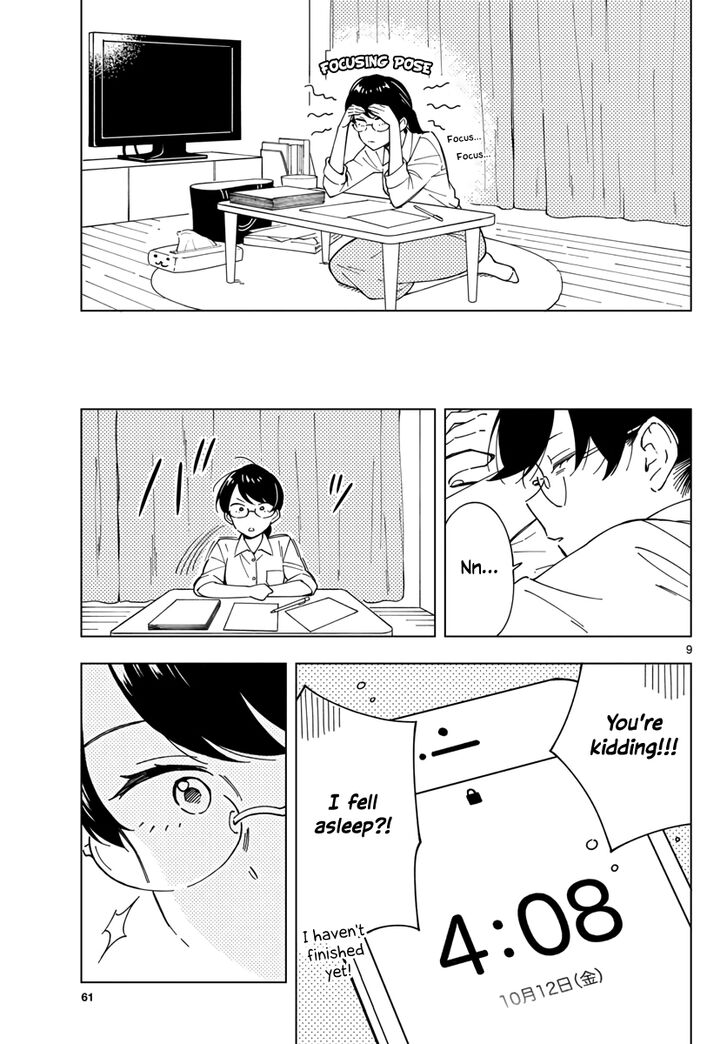 FOCUSING POSE
Focus...
Focus...
Nn...
9
You're
kidding!!!
I fell
asleep?!
I haven't
finished
yet!
4:08
10月12日(金)
61